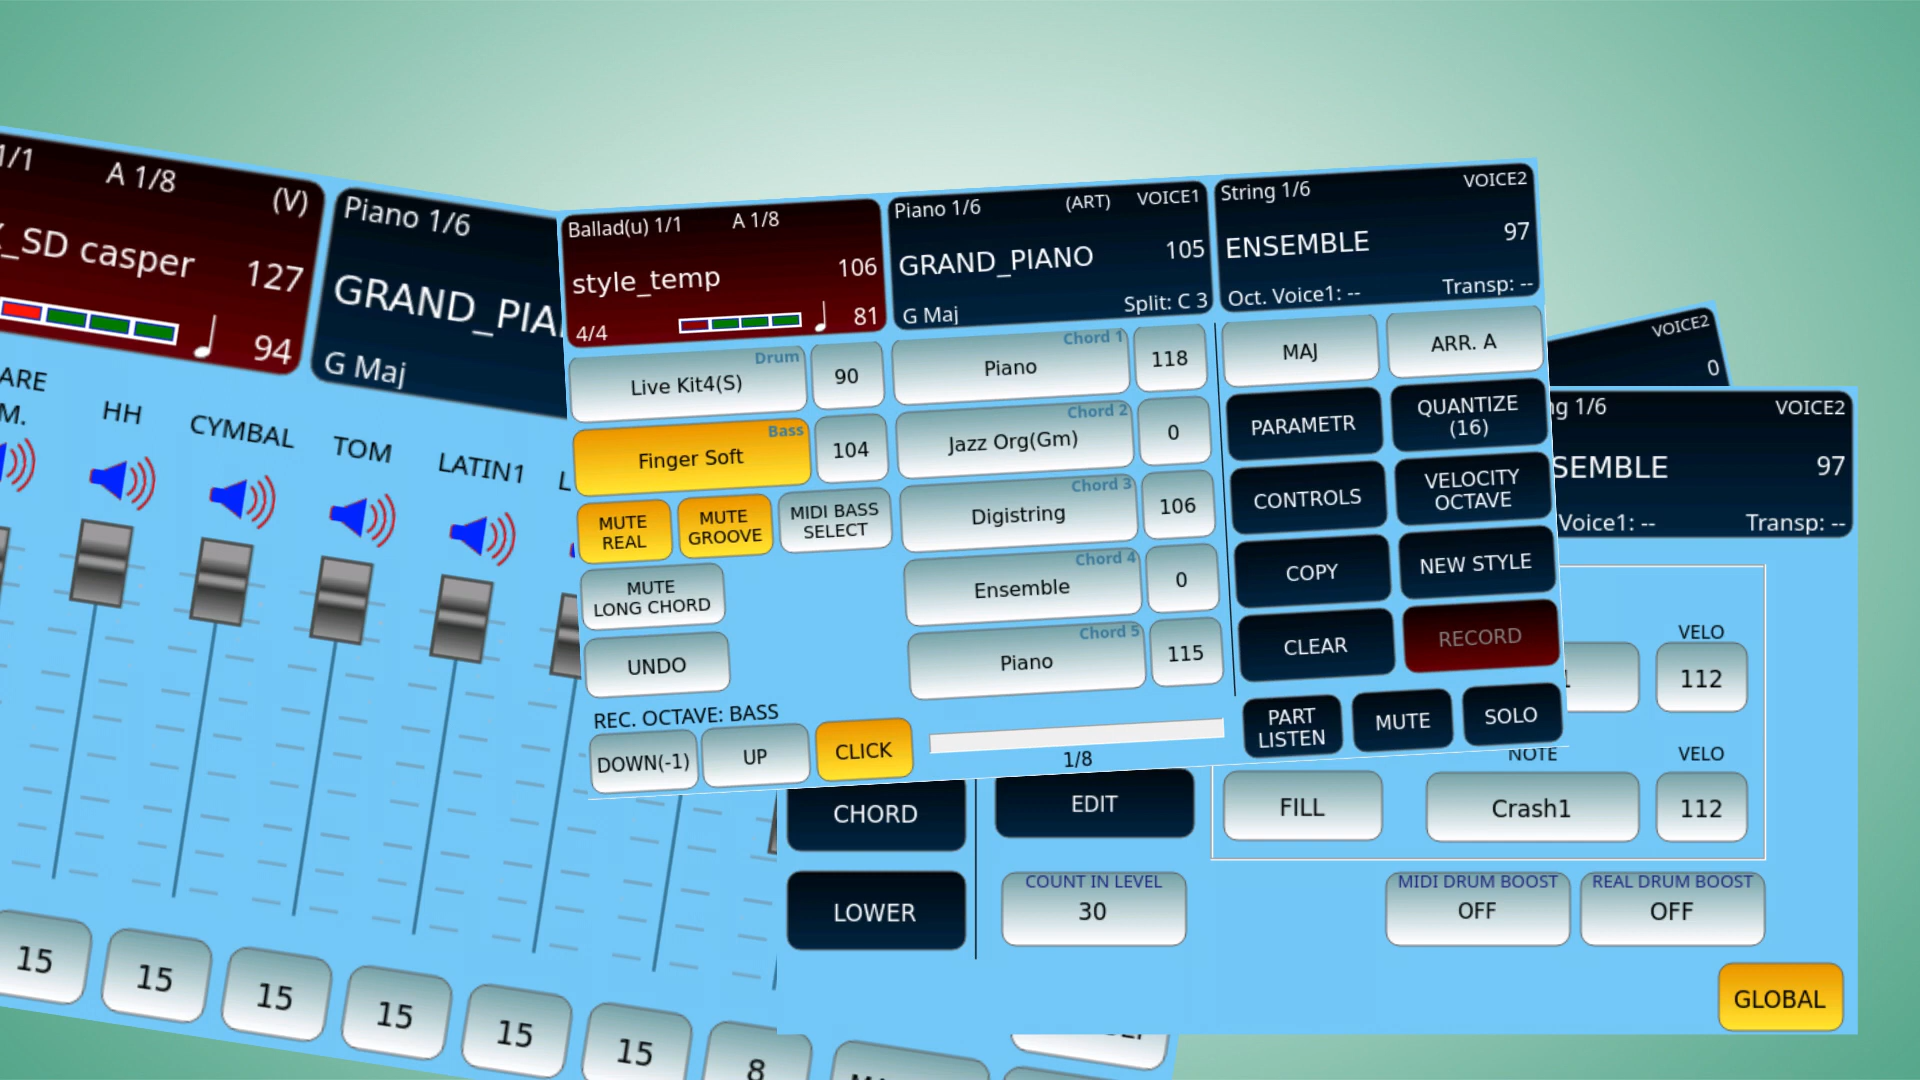 1/1 A 1/8 (V)
_SD casper 127
94
Piano 1/6
GRAND_PIA
G Maj
HH
CYMBAL
TOM
LATIN1
15
15
15
15
15
15
8
Ballad(u) 1/1 A 1/8
style_temp 106
4/4 81
Piano 1/6 (ART) VOICE1
GRAND_PIANO 105
G Maj Split: C 3
String 1/6 VOICE2
ENSEMBLE 97
Oct. Voice1: -- Transp: --
Drum
Live Kit4(S) 90
Bass
Finger Soft 104
MUTE
REAL
MUTE
GROOVE
MIDI BASS
SELECT
MUTE
LONG CHORD
UNDO
REC. OCTAVE: BASS
DOWN(-1) UP CLICK
Chord 1
Piano 118
Chord 2
Jazz Org(Gm) 0
Chord 3
Digistring 106
Chord 4
Ensemble 0
Chord 5
Piano 115
1/8
MAJ ARR. A
PARAMETR
QUANTIZE
(16)
CONTROLS
VELOCITY
OCTAVE
COPY NEW STYLE
CLEAR RECORD
PART
LISTEN
MUTE SOLO
VOICE2
0
1/6 VOICE2
SEMBLE 97
Voice1: -- Transp: --
VELO
112
NOTE VELO
FILL Crash1 112
CHORD EDIT
LOWER
COUNT IN LEVEL
30
MIDI DRUM BOOST
OFF
REAL DRUM BOOST
OFF
GLOBAL